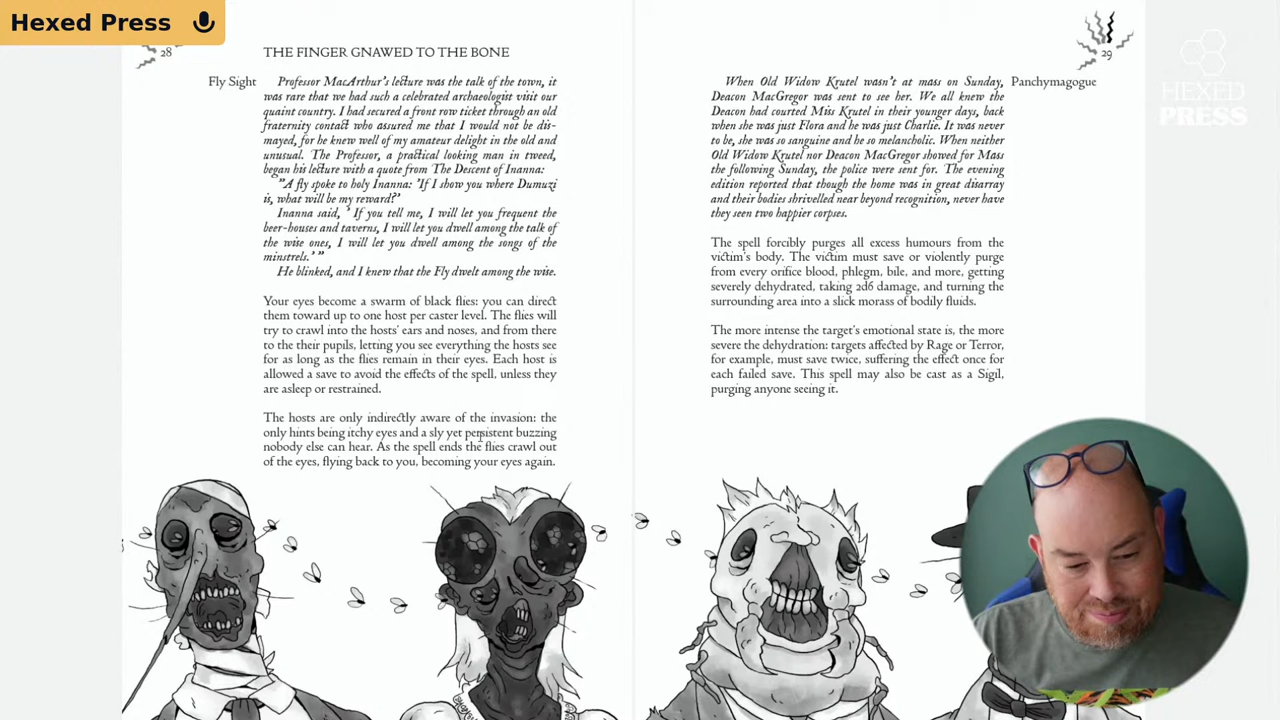 Hexed Press
28
THE FINGER GNAWED TO THE BONE
Fly Sight
Professor MacArthur's lecture was the talk of the town, it
was rare that we had such a celebrated archaeologist visit our
quaint country. I had secured a front row ticket through an old
fraternity contact who assured me that I would not be dis-
mayed, for he knew well of my amateur delight in the old and
unusual. The Professor, a practical looking man in tweed,
began his lecture with a quote from The Descent of Inanna:
"A fly spoke to holy Inanna: 'If I show you where Dumuzi
is, what will be my reward?'
Inanna said, ' If you tell me, I will let you frequent the
beer-houses and taverns, I will let you dwell among the talk of
the wise ones, I will let you dwell among the songs of the
minstrels.' "
He blinked, and I knew that the Fly dwelt among the wise.
Your eyes become a swarm of black flies: you can direct
them toward up to one host per caster level. The flies will
try to crawl into the hosts' ears and noses, and from there
to the their pupils, letting you see everything the hosts see
for as long as the flies remain in their eyes. Each host is
allowed a save to avoid the effects of the spell, unless they
are asleep or restrained.
The hosts are only indirectly aware of the invasion: the
only hints being itchy eyes and a sly yet persistent buzzing
nobody else can hear. As the spell ends the flies crawl out
of the eyes, flying back to you, becoming your eyes again.
29
Panchymagogue
When Old Widow Krutel wasn't at mass on Sunday,
Deacon MacGregor was sent to see her. We all knew the
Deacon had courted Miss Krutel in their younger days, back
when she was just Flora and he was just Charlie. It was never
to be, she was so sanguine and he so melancholic. When neither
Old Widow Krutel nor Deacon MacGregor showed for Mass
the following Sunday, the police were sent for. The evening
edition reported that though the home was in great disarray
and their bodies shrivelled near beyond recognition, never have
they seen two happier corpses.
The spell forcibly purges all excess humours from the
victim's body. The victim must save or violently purge
from every orifice blood, phlegm, bile, and more, getting
severely dehydrated, taking 2d6 damage, and turning the
surrounding area into a slick morass of bodily fluids.
The more intense the target's emotional state is, the more
severe the dehydration: targets affected by Rage or Terror,
for example, must save twice, suffering the effect once for
each failed save. This spell may also be cast as a Sigil,
purging anyone seeing it.
HEXED
PRESS